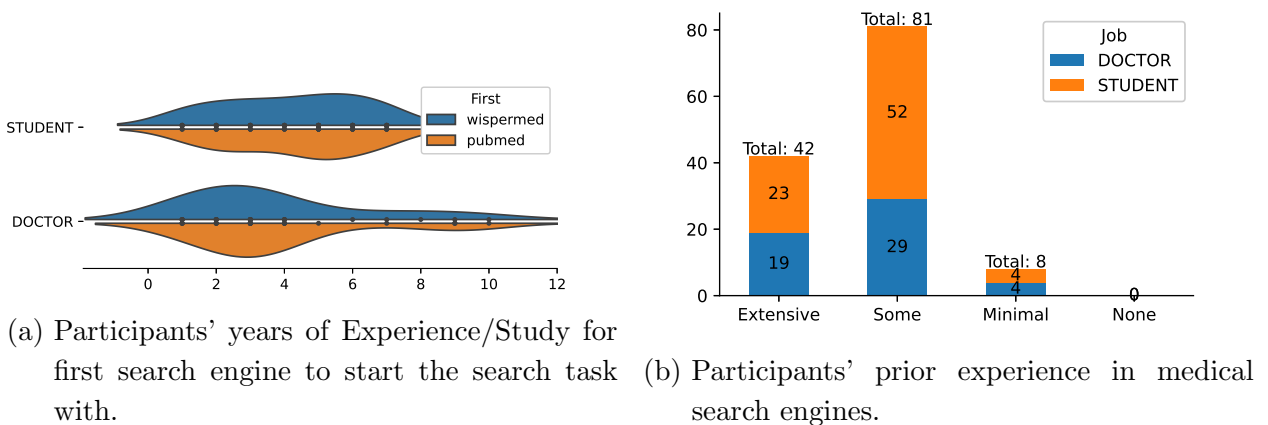 First
wispermed
pubmed
STUDENT
DOCTOR
0 2 4 6 8 10 12
(a) Participants’ years of Experience/Study for
first search engine to start the search task
with.
Job
DOCTOR
STUDENT
80
60
40
20
0
Total: 42
23
19
Total: 81
52
29
Total: 8
4
4
0
Extensive Some Minimal None
(b) Participants’ prior experience in medical
search engines.